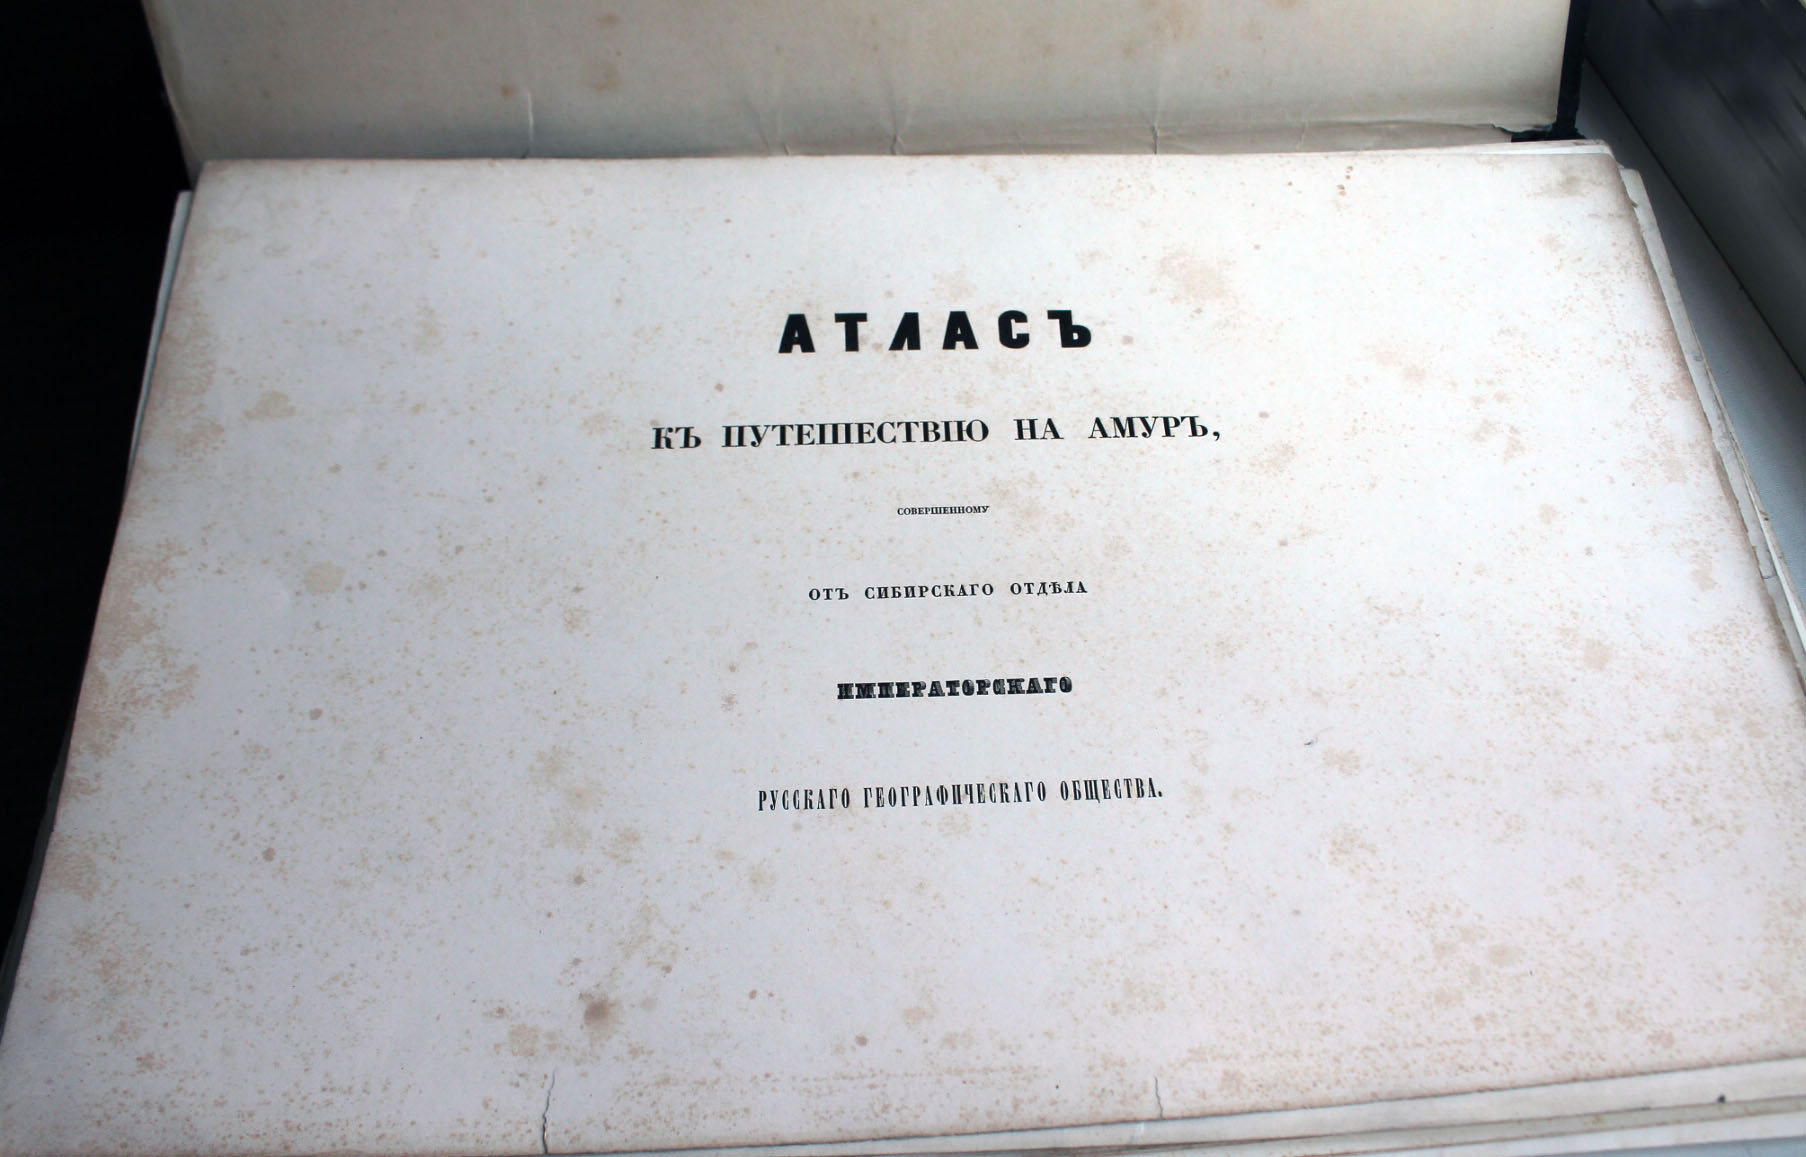 АТЛАСЪ
КЪ ПУТЕШЕСТВІЮ НА АМУРЪ,
СОВЕРШЕННОМУ
ОТЪ СИБИРСКАГО ОТДѢЛА
ИМПЕРАТОРСКАГО
РУССКАГО ГЕОГРАФИЧЕСКАГО ОБЩЕСТВА.